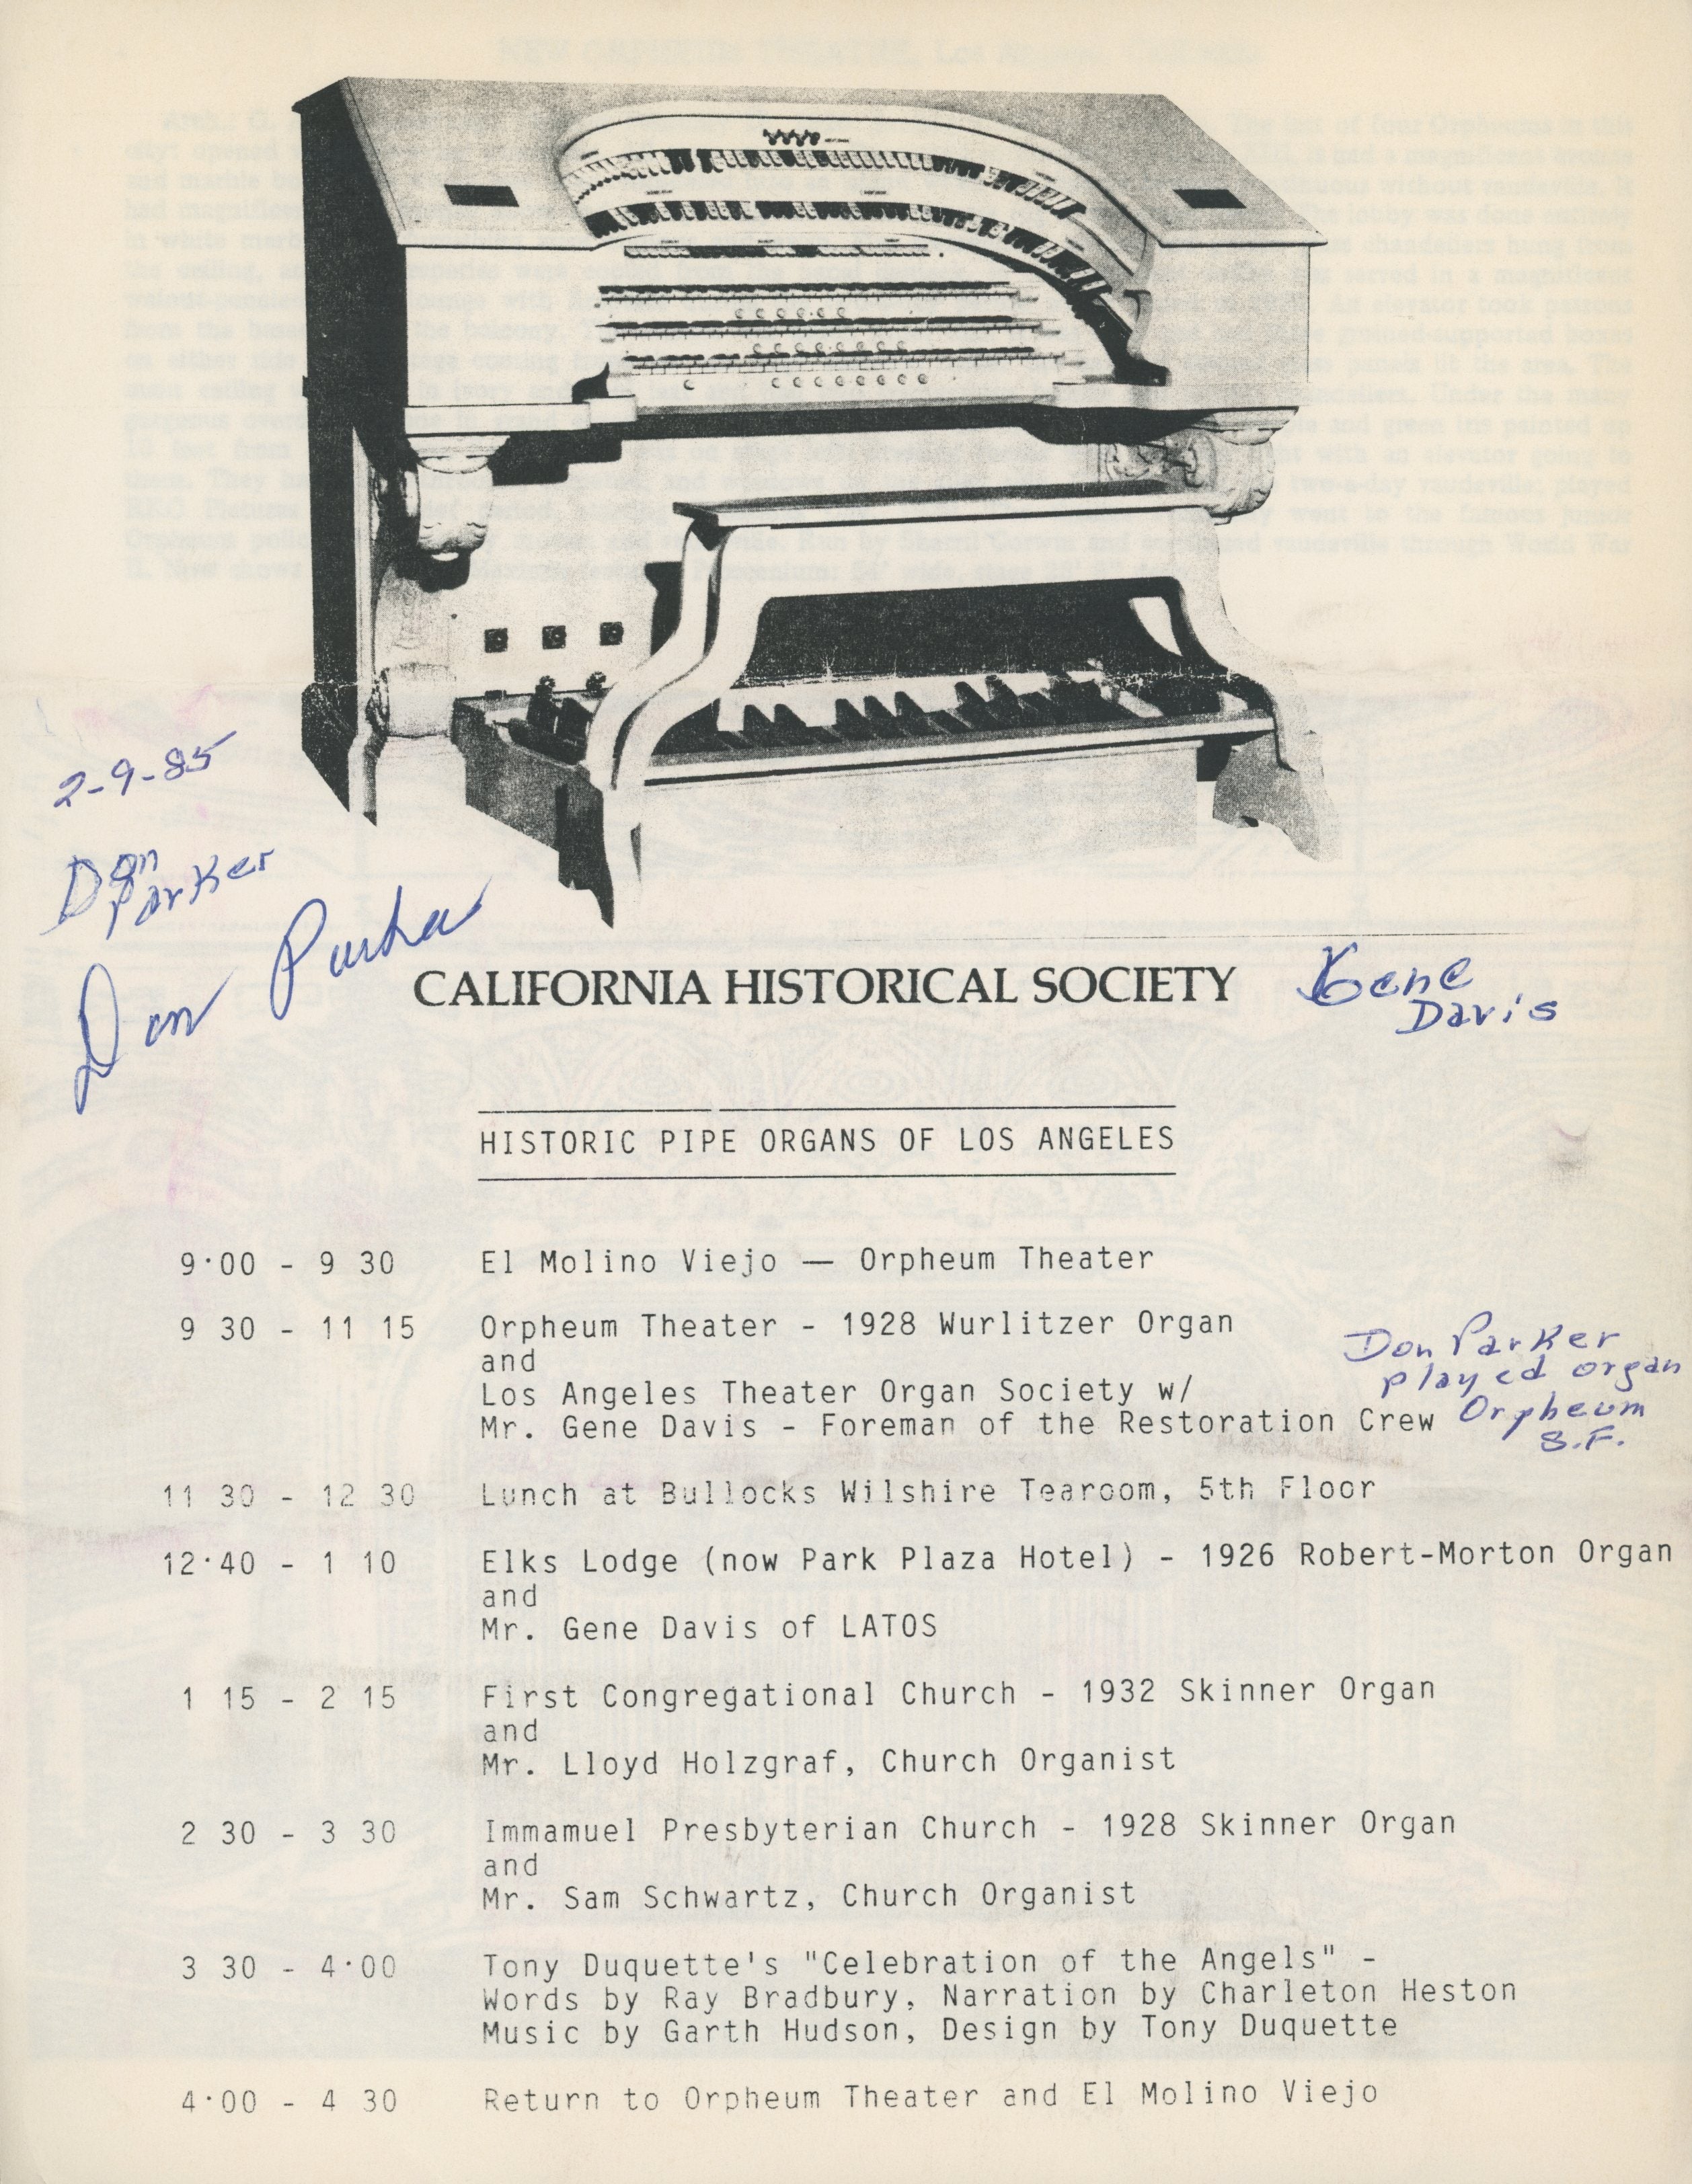 2-9-85
Don
Parker
Don Parker
CALIFORNIA HISTORICAL SOCIETY
Gene
Davis
HISTORIC PIPE ORGANS OF LOS ANGELES
9:00 - 9 30 El Molino Viejo — Orpheum Theater
9 30 - 11 15 Orpheum Theater - 1928 Wurlitzer Organ
and
Los Angeles Theater Organ Society w/
Mr. Gene Davis - Foreman of the Restoration Crew
Don Parker
played organ
Orpheum
S.F.
11 30 - 12 30 Lunch at Bullocks Wilshire Tearoom, 5th Floor
12:40 - 1 10 Elks Lodge (now Park Plaza Hotel) - 1926 Robert-Morton Organ
and
Mr. Gene Davis of LATOS
1 15 - 2 15 First Congregational Church - 1932 Skinner Organ
and
Mr. Lloyd Holzgraf, Church Organist
2 30 - 3 30 Immamuel Presbyterian Church - 1928 Skinner Organ
and
Mr. Sam Schwartz, Church Organist
3 30 - 4:00 Tony Duquette's "Celebration of the Angels" -
Words by Ray Bradbury, Narration by Charleton Heston
Music by Garth Hudson, Design by Tony Duquette
4:00 - 4 30 Return to Orpheum Theater and El Molino Viejo